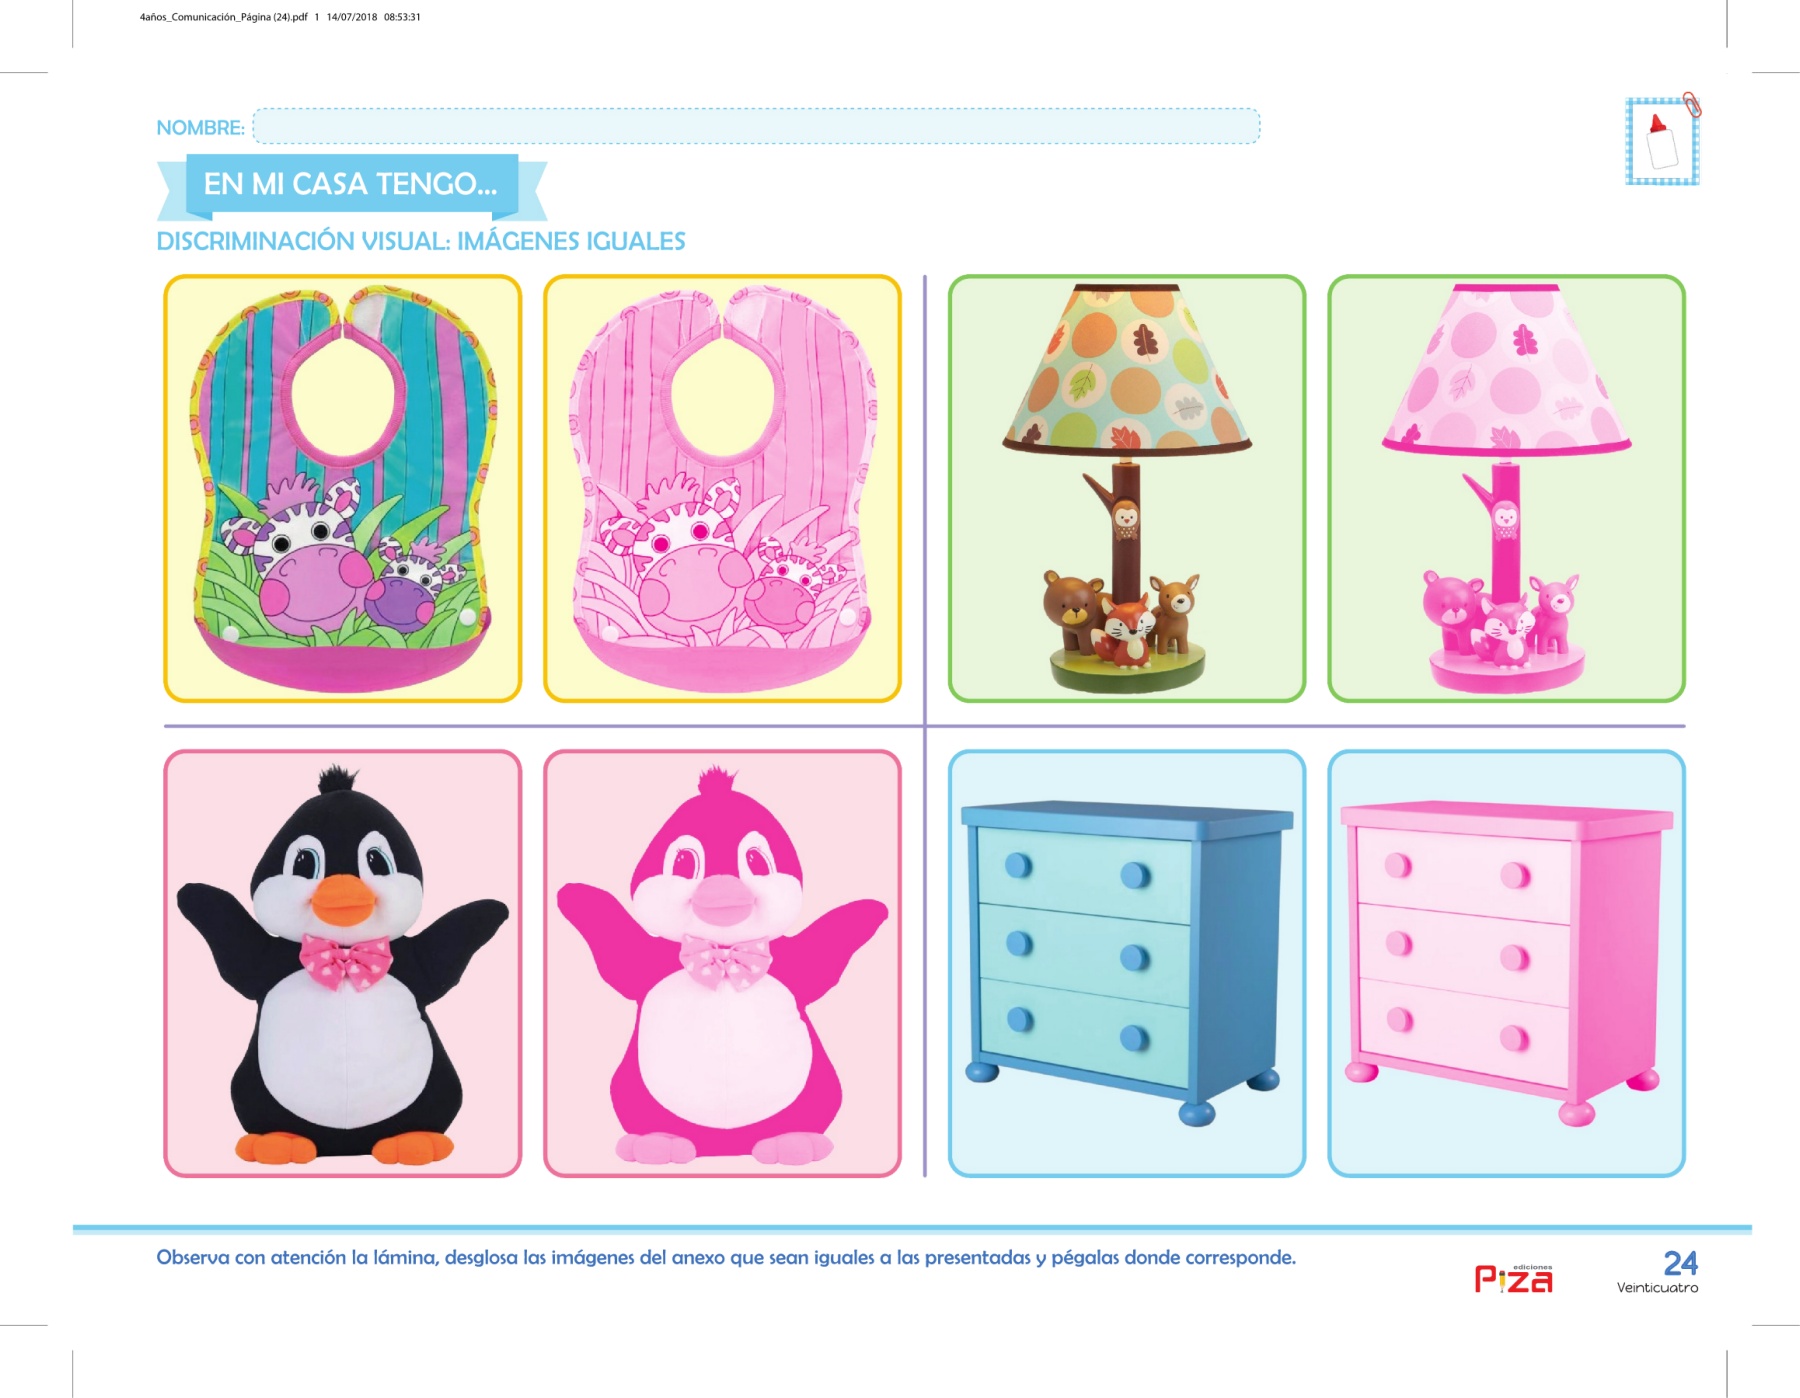 4años_Comunicación_Página (24).pdf 1 14/07/2018 08:53:31
NOMBRE:
EN MI CASA TENGO...
DISCRIMINACIÓN VISUAL: IMÁGENES IGUALES
Observa con atención la lámina, desglosa las imágenes del anexo que sean iguales a las presentadas y pégalas donde corresponde.
ediciones
Piza
24
Veinticuatro